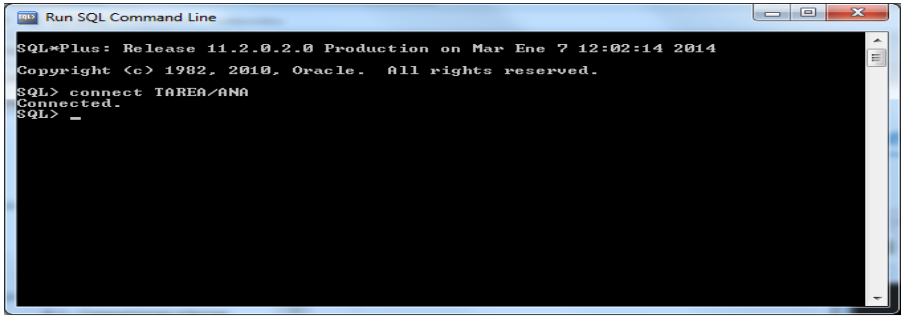 Run SQL Command Line
SQL*Plus: Release 11.2.0.2.0 Production on Mar Ene 7 12:02:14 2014
Copyright (c) 1982, 2010, Oracle.  All rights reserved.
SQL> connect TAREA/ANA
Connected.
SQL> _